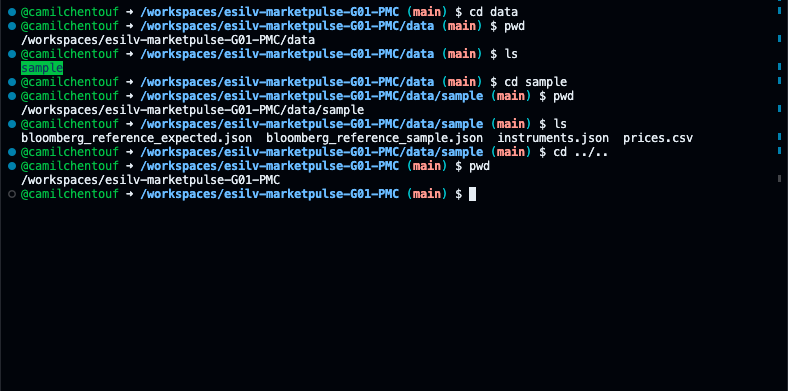 @camilchentouf ➜ /workspaces/esilv-marketpulse-G01-PMC (main) $ cd data
@camilchentouf ➜ /workspaces/esilv-marketpulse-G01-PMC/data (main) $ pwd
/workspaces/esilv-marketpulse-G01-PMC/data
@camilchentouf ➜ /workspaces/esilv-marketpulse-G01-PMC/data (main) $ ls
sample
@camilchentouf ➜ /workspaces/esilv-marketpulse-G01-PMC/data (main) $ cd sample
@camilchentouf ➜ /workspaces/esilv-marketpulse-G01-PMC/data/sample (main) $ pwd
/workspaces/esilv-marketpulse-G01-PMC/data/sample
@camilchentouf ➜ /workspaces/esilv-marketpulse-G01-PMC/data/sample (main) $ ls
bloomberg_reference_expected.json  bloomberg_reference_sample.json  instruments.json  prices.csv
@camilchentouf ➜ /workspaces/esilv-marketpulse-G01-PMC/data/sample (main) $ cd ../..
@camilchentouf ➜ /workspaces/esilv-marketpulse-G01-PMC (main) $ pwd
/workspaces/esilv-marketpulse-G01-PMC
@camilchentouf ➜ /workspaces/esilv-marketpulse-G01-PMC (main) $